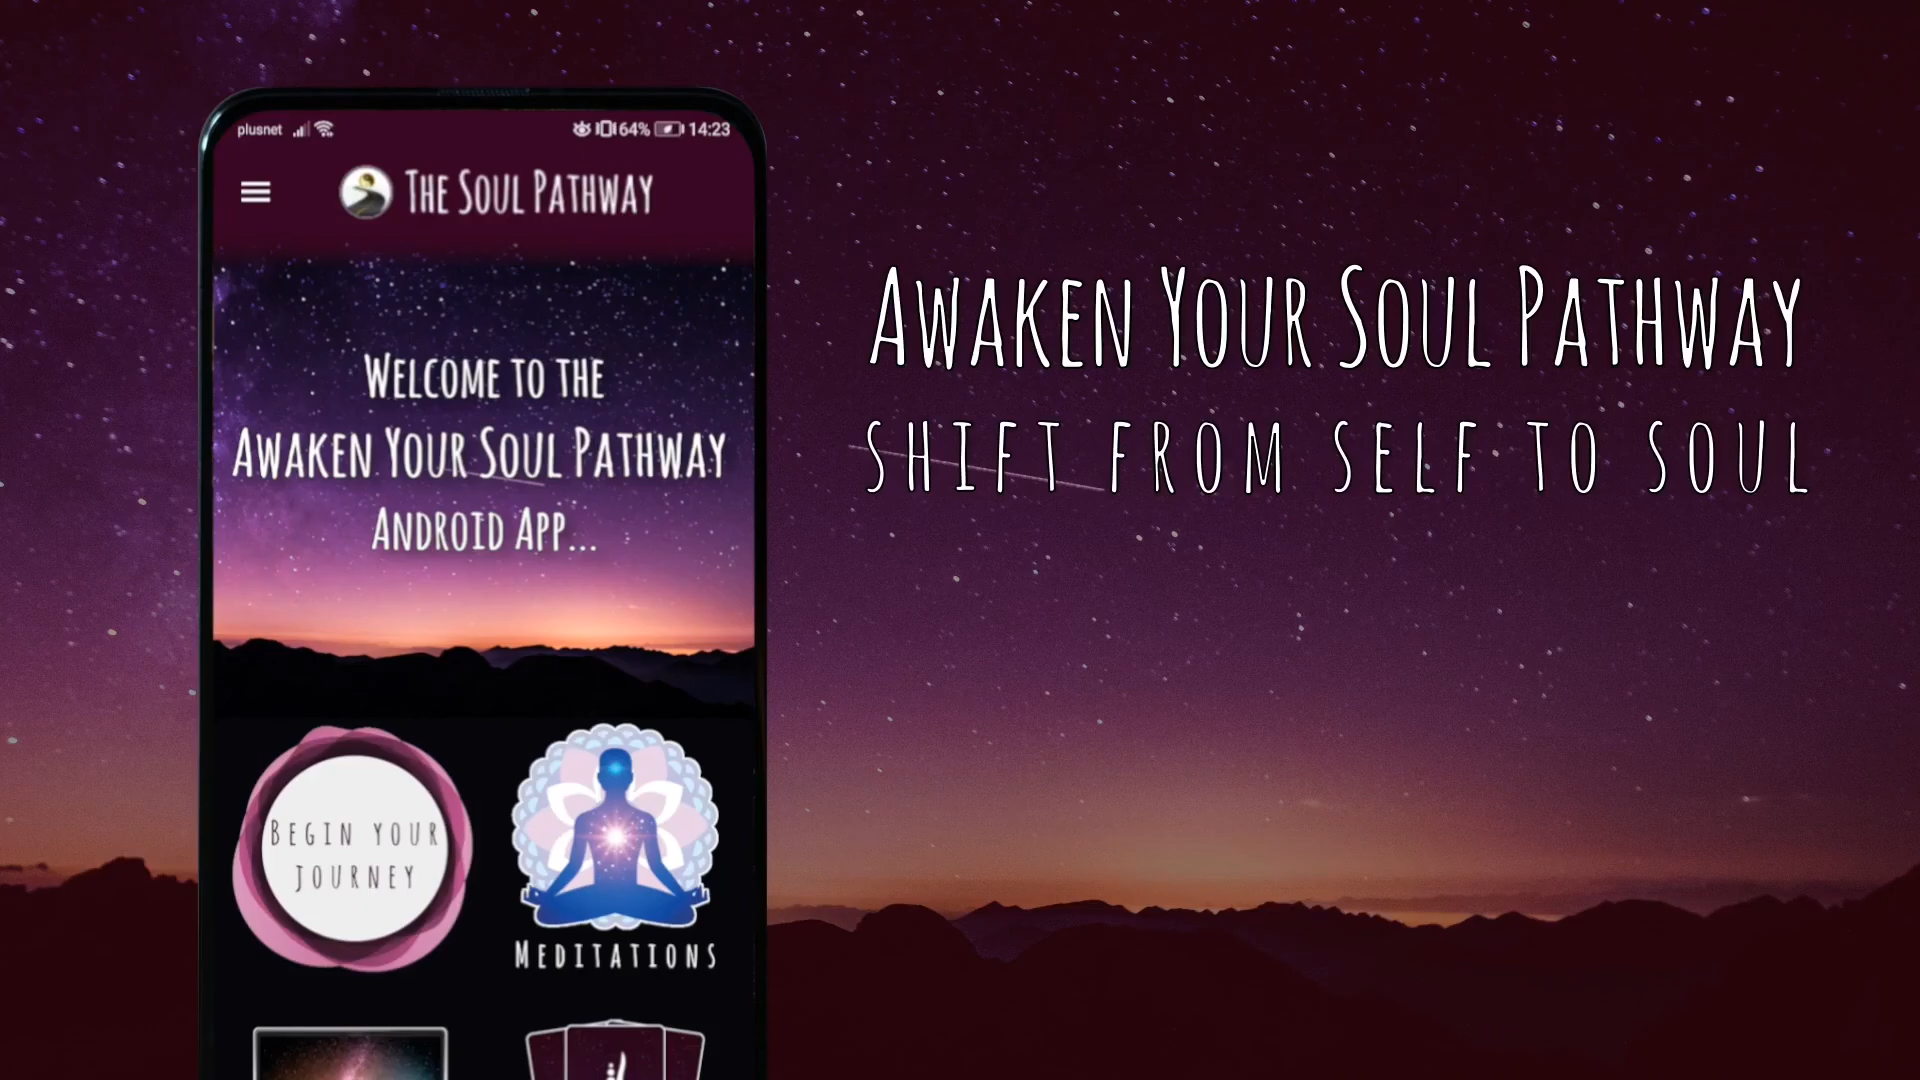 plusnet 64% 14:23
The Soul Pathway
Welcome to the
Awaken Your Soul Pathway
Android App...
Begin your
journey
Meditations
Awaken Your Soul Pathway
shift from self to soul